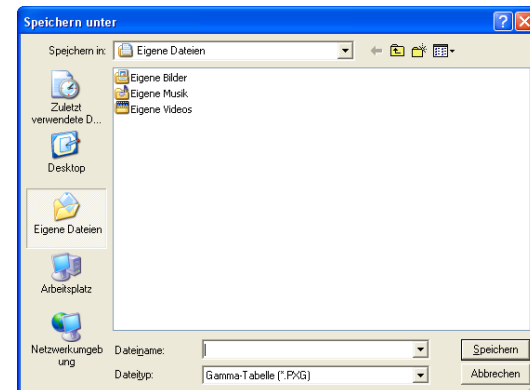 Speichern unter
Speichern in: Eigene Dateien
Eigene Bilder
Eigene Musik
Eigene Videos
Zuletzt
verwendete D...
Desktop
Eigene Dateien
Arbeitsplatz
Netzwerkumgeb
ung
Dateiname: Speichern
Dateityp: Gamma-Tabelle (*.PXG) Abbrechen